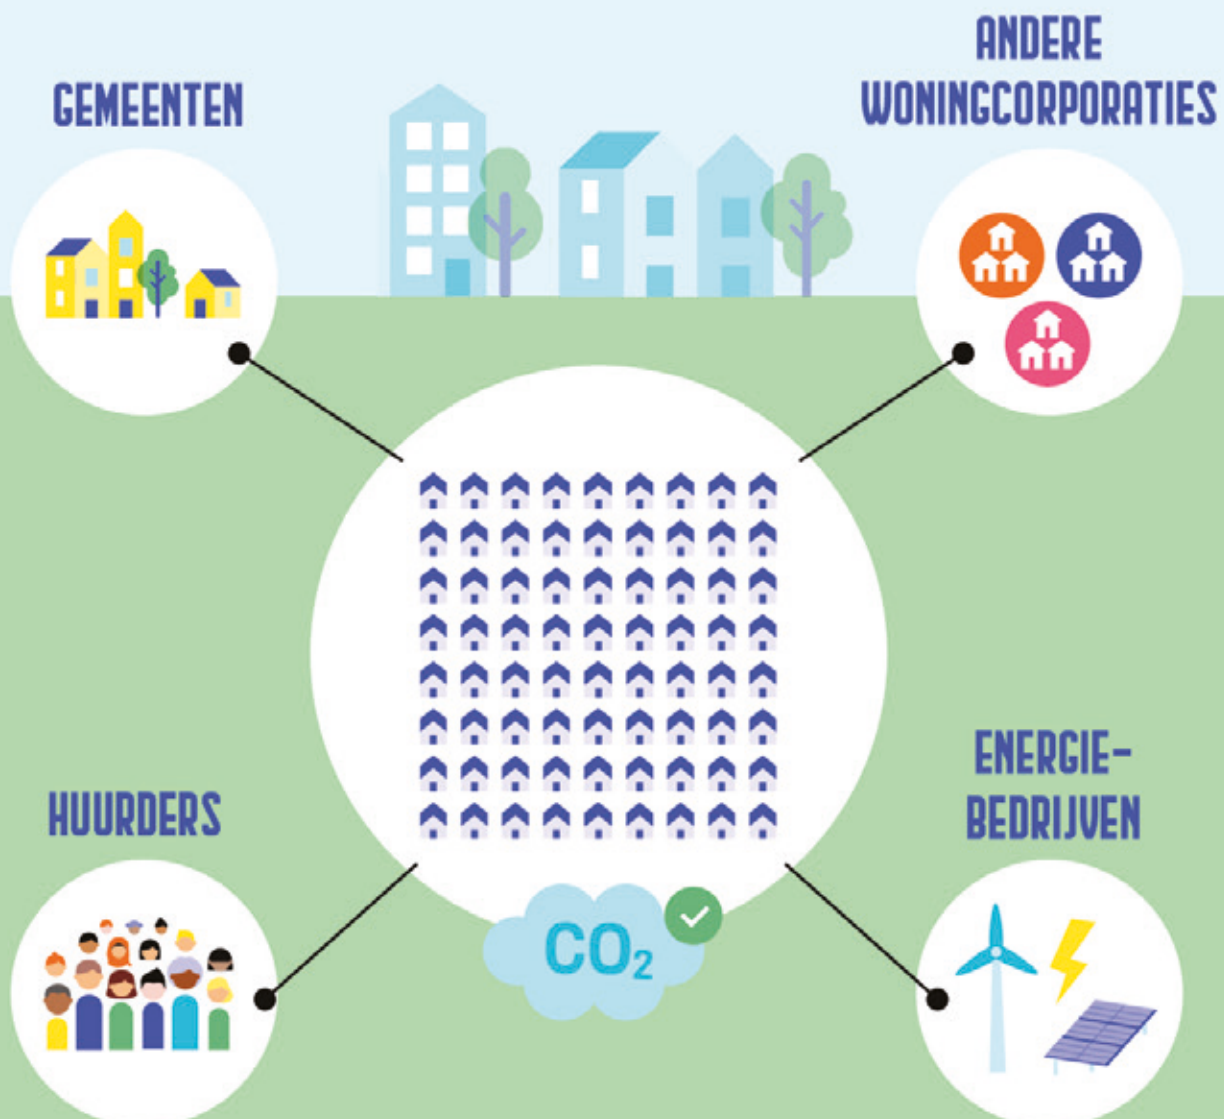 GEMEENTEN
ANDERE
WONINGCORPORATIES
HUURDERS
ENERGIE-
BEDRIJVEN
CO₂